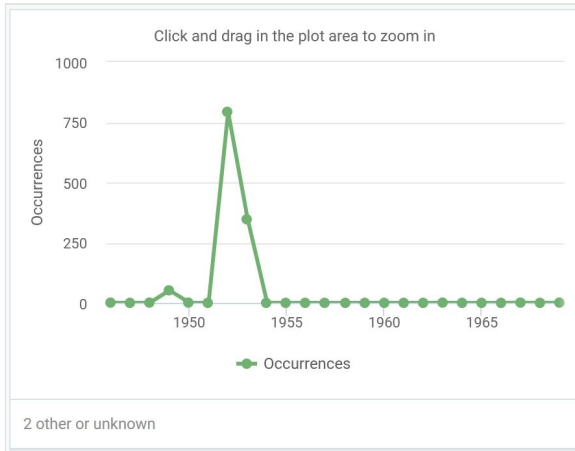 Click and drag in the plot area to zoom in
1000
750
500
250
0
Occurrences
1950 1955 1960 1965
Occurrences
2 other or unknown